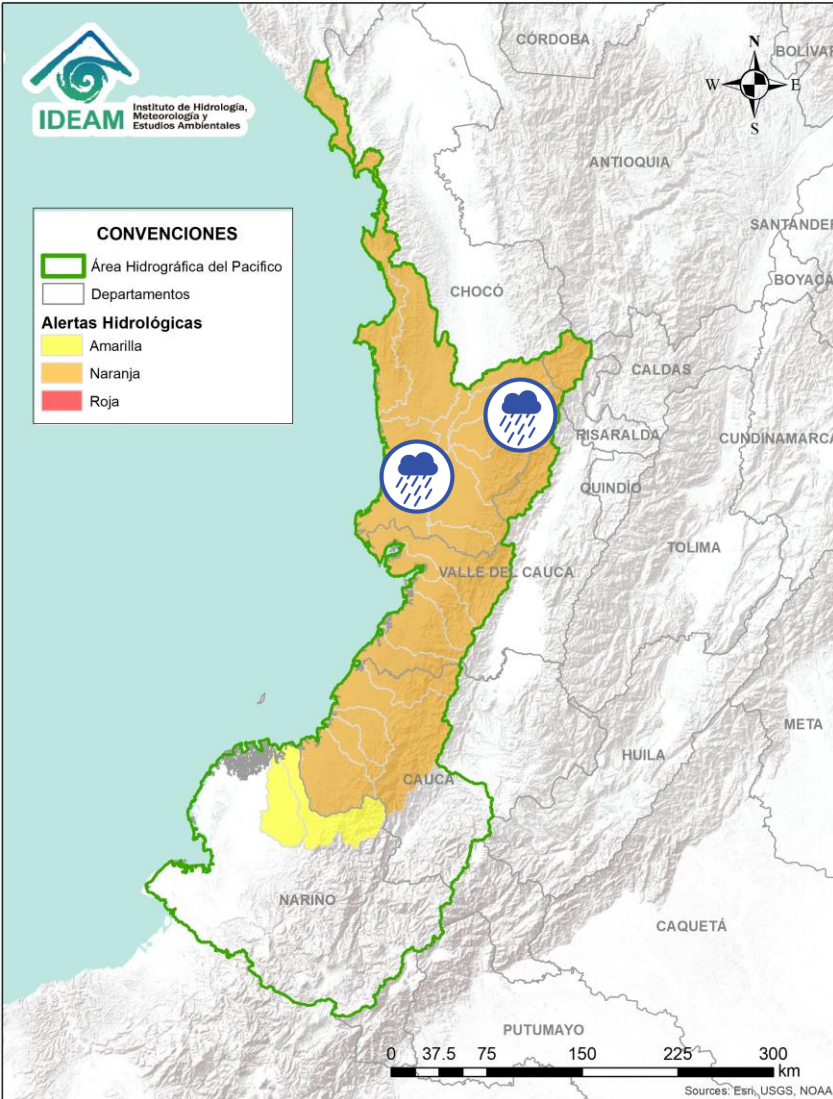 IDEAM
Instituto de Hidrología,
Meteorología y
Estudios Ambientales
CÓRDOBA
BOLÍVAR
N
W
E
S
ANTIOQUIA
SANTANDER
BOYACÁ
CONVENCIONES
Área Hidrográfica del Pacifico
Departamentos
Alertas Hidrológicas
Amarilla
Naranja
Roja
CHOCÓ
CALDAS
RISARALDA
CUNDINAMARCA
QUINDÍO
TOLIMA
VALLE DEL CAUCA
META
HUILA
CAUCA
NARIÑO
CAQUETÁ
PUTUMAYO
0 37.5 75 150 225 300
km
Sources: Esri, USGS, NOAA